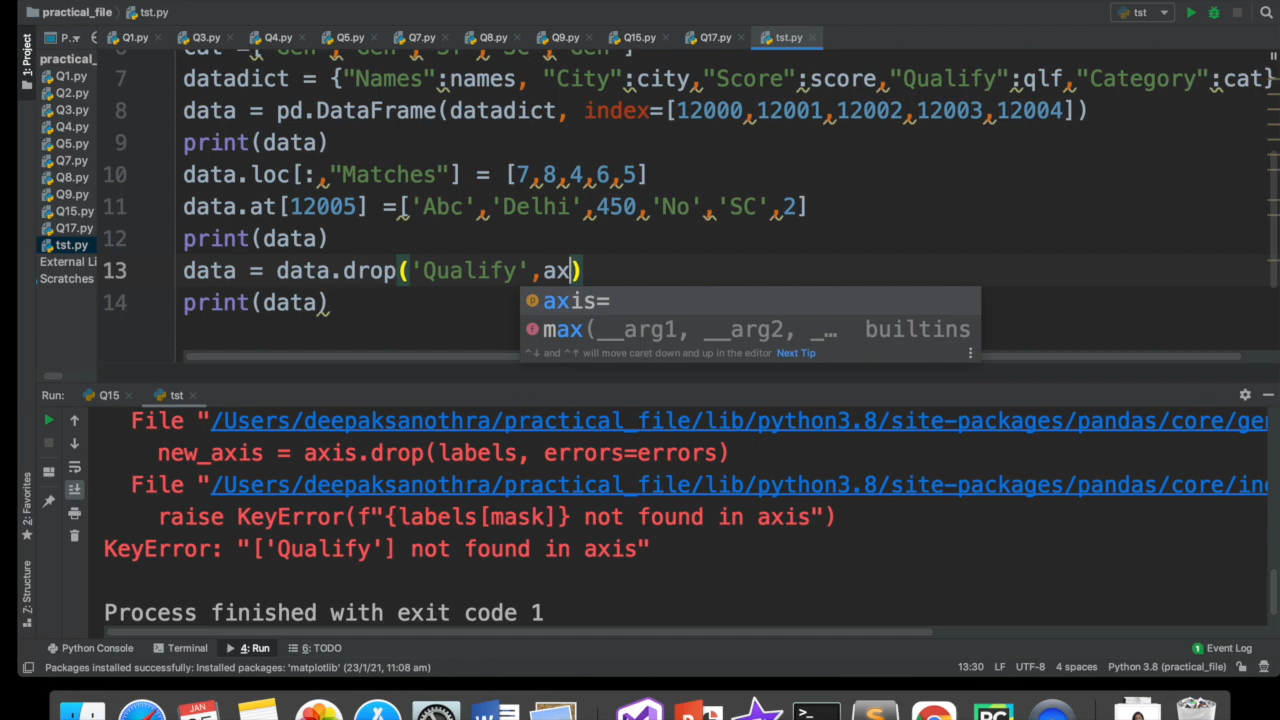 practical_file tst.py
tst
P... Q1.py Q3.py Q4.py Q5.py Q7.py Q8.py Q9.py Q15.py Q17.py tst.py
1: Project
practical_
Q1.py
Q2.py
Q3.py
Q4.py
Q5.py
Q7.py
Q8.py
Q9.py
Q15.py
Q17.py
tst.py
External Li
Scratches
7 datadict = {"Names":names, "City":city,"Score":score,"Qualify":qlf,"Category":cat}
8 data = pd.DataFrame(datadict, index=[12000,12001,12002,12003,12004])
9 print(data)
10 data.loc[:,"Matches"] = [7,8,4,6,5]
11 data.at[12005] =['Abc','Delhi',450,'No','SC',2]
12 print(data)
13 data = data.drop('Qualify',ax)
14 print(data)
axis=
max(__arg1, __arg2, _… builtins
^↓ and ^↑ will move caret down and up in the editor Next Tip
Run: Q15 tst
File "/Users/deepaksanothra/practical_file/lib/python3.8/site-packages/pandas/core/ge
new_axis = axis.drop(labels, errors=errors)
File "/Users/deepaksanothra/practical_file/lib/python3.8/site-packages/pandas/core/in
raise KeyError(f"{labels[mask]} not found in axis")
KeyError: "['Qualify'] not found in axis"
Process finished with exit code 1
2: Favorites
7: Structure
Python Console Terminal 4: Run 6: TODO
1 Event Log
Packages installed successfully: Installed packages: 'matplotlib' (23/1/21, 11:08 am)
13:30 LF UTF-8 4 spaces Python 3.8 (practical_file)
JAN
PC